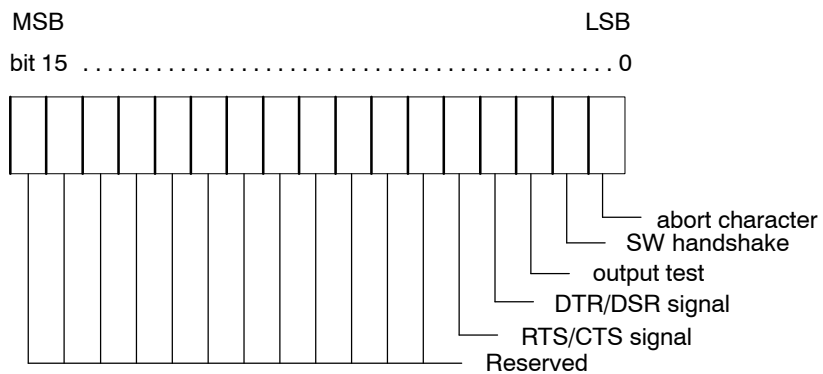 MSB LSB
bit 15 . . . . . . . . . . . . . . . . . . . . . . . . . . . . . . . . . . . . . . . . . . . . 0
abort character
SW handshake
output test
DTR/DSR signal
RTS/CTS signal
Reserved